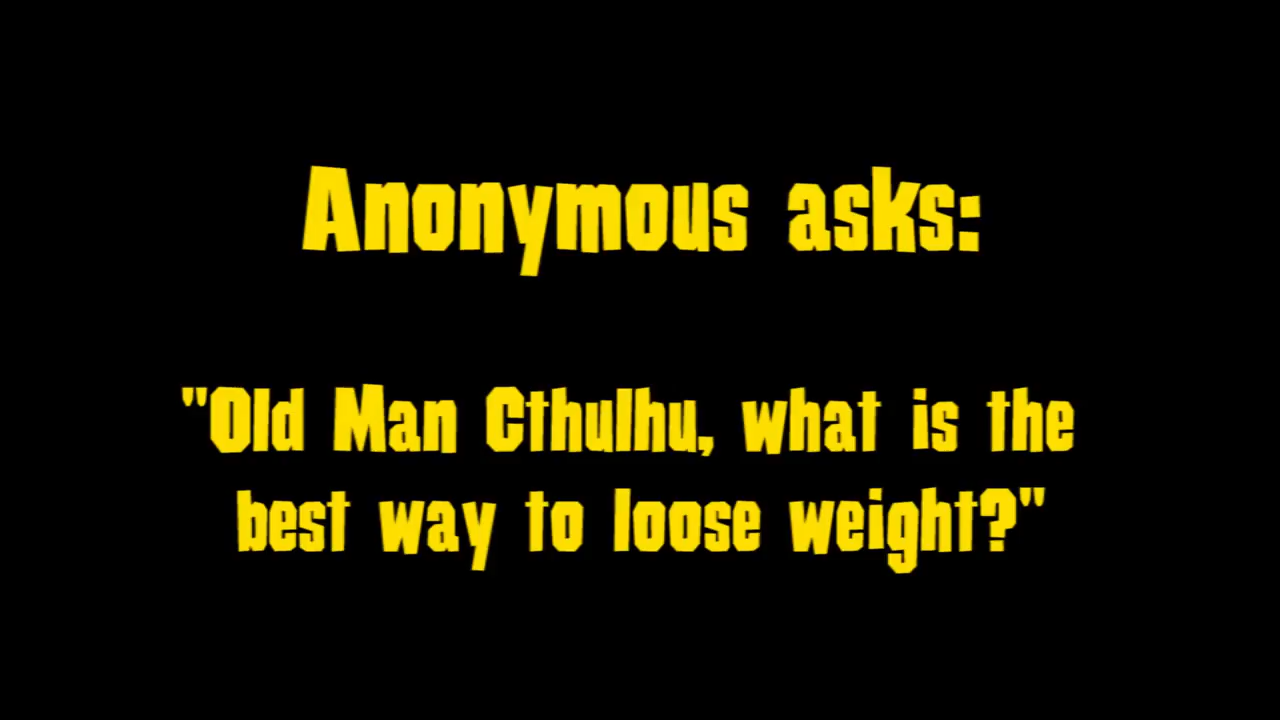 Anonymous asks:
"Old Man Cthulhu, what is the
best way to loose weight?"